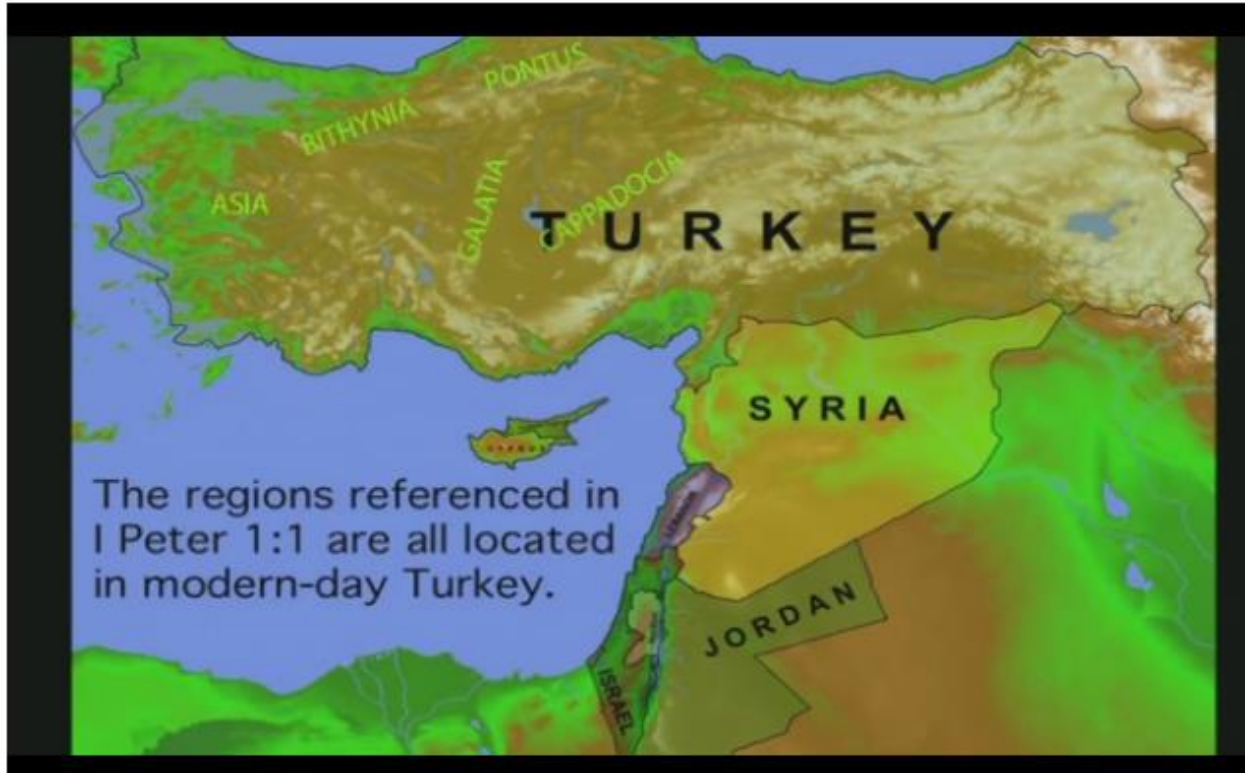 PONTUS
BITHYNIA
ASIA
GALATIA
CAPPADOCIA
TURKEY
SYRIA
CYPRUS
The regions referenced in
I Peter 1:1 are all located
in modern-day Turkey.
JORDAN
ISRAEL